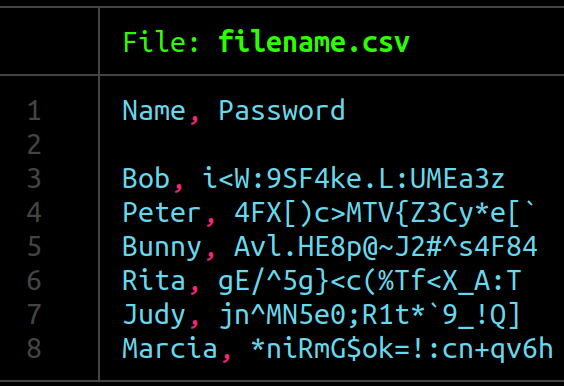 File: filename.csv
1 Name, Password
2
3 Bob, i<W:9SF4ke.L:UMEa3z
4 Peter, 4FX[)c>MTV{Z3Cy*e[`
5 Bunny, Avl.HE8p@~J2#^s4F84
6 Rita, gE/^5g}<c(%Tf<X_A:T
7 Judy, jn^MN5e0;R1t*`9_!Q]
8 Marcia, *niRmG$ok=!:cn+qv6h